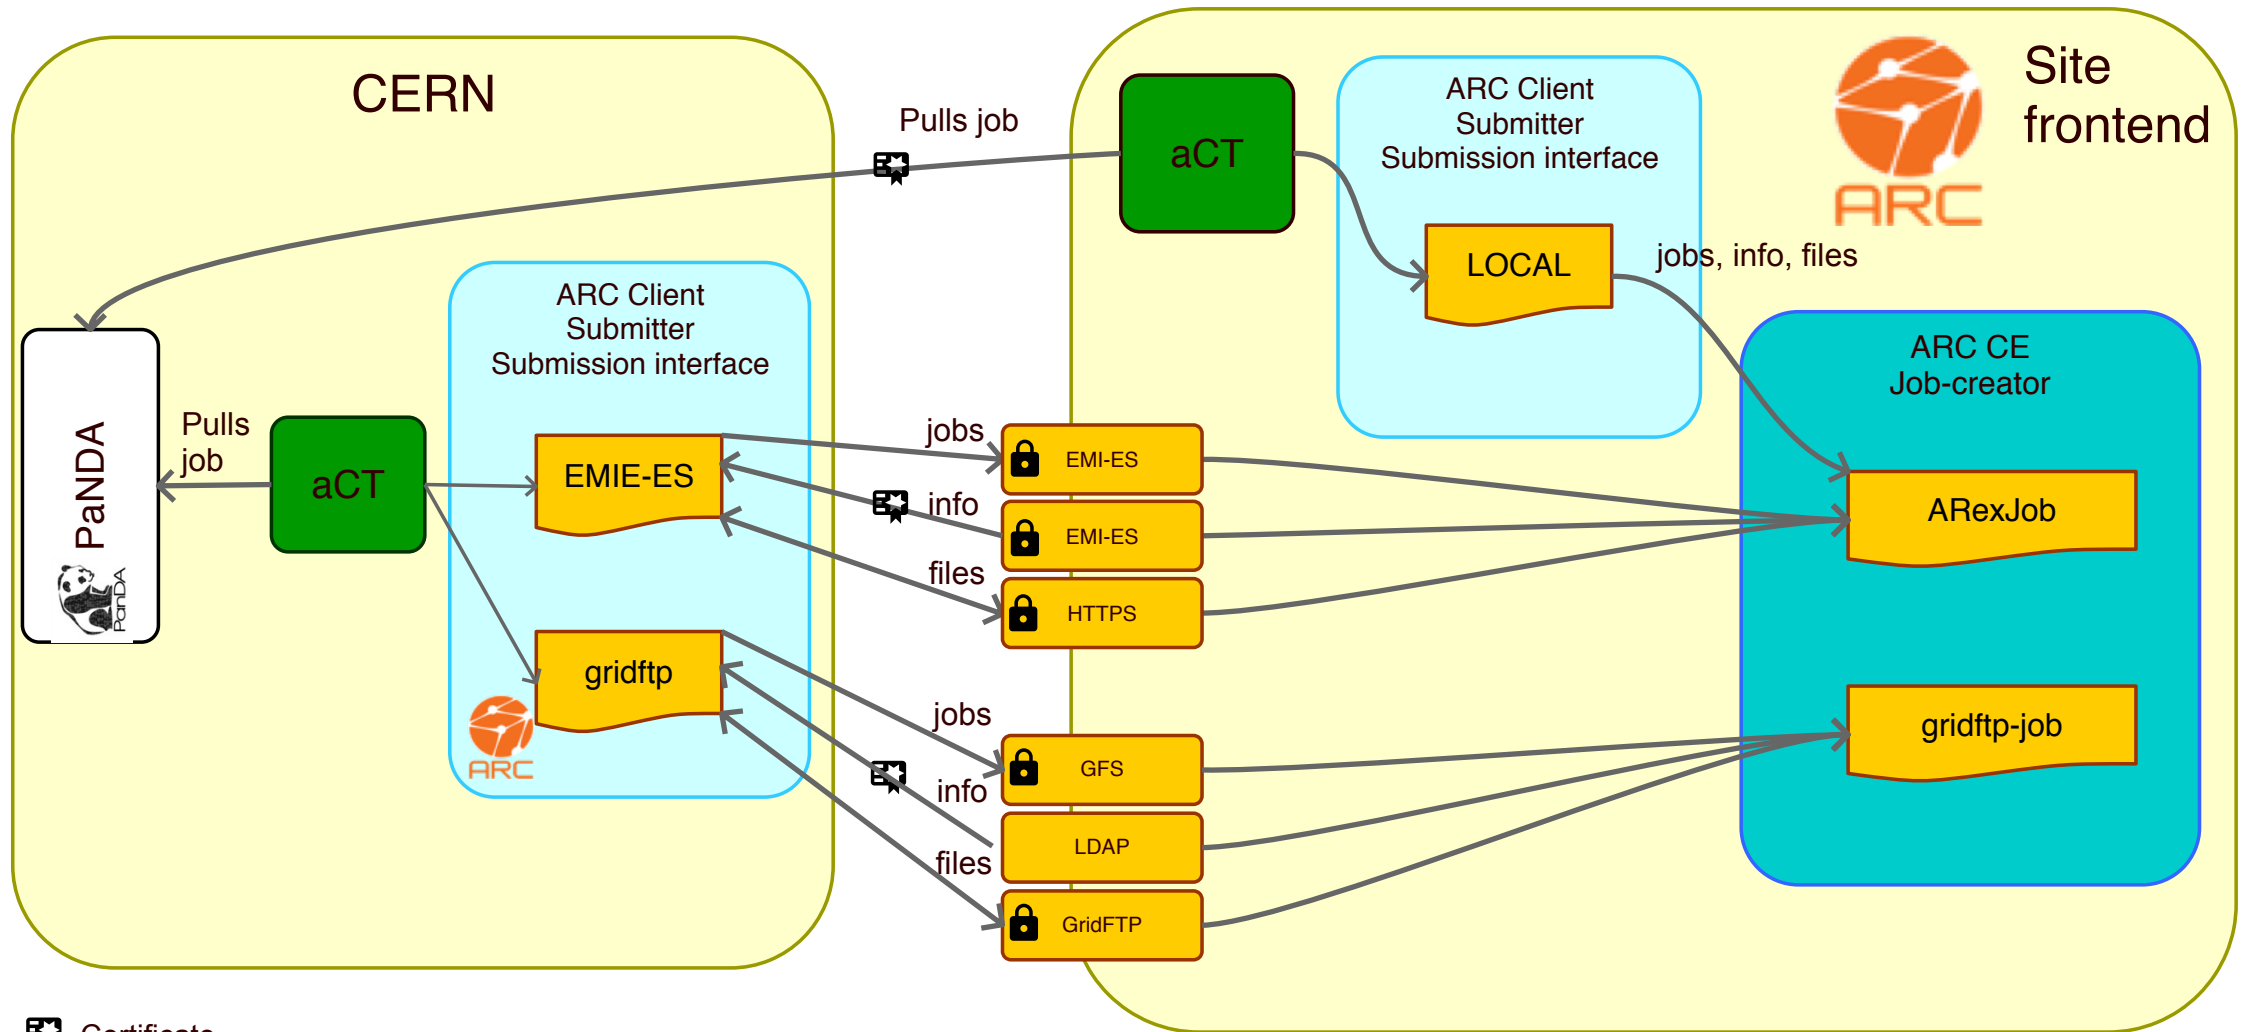 CERN
Pulls job
aCT
ARC Client
Submitter
Submission interface
LOCAL
jobs, info, files
ARC
Site
frontend
ARC Client
Submitter
Submission interface
PaNDA
PanDA
Pulls
job
aCT
EMIE-ES
gridftp
ARC
jobs
info
files
EMI-ES
EMI-ES
HTTPS
jobs
info
files
GFS
LDAP
GridFTP
ARC CE
Job-creator
ARexJob
gridftp-job
Certificate